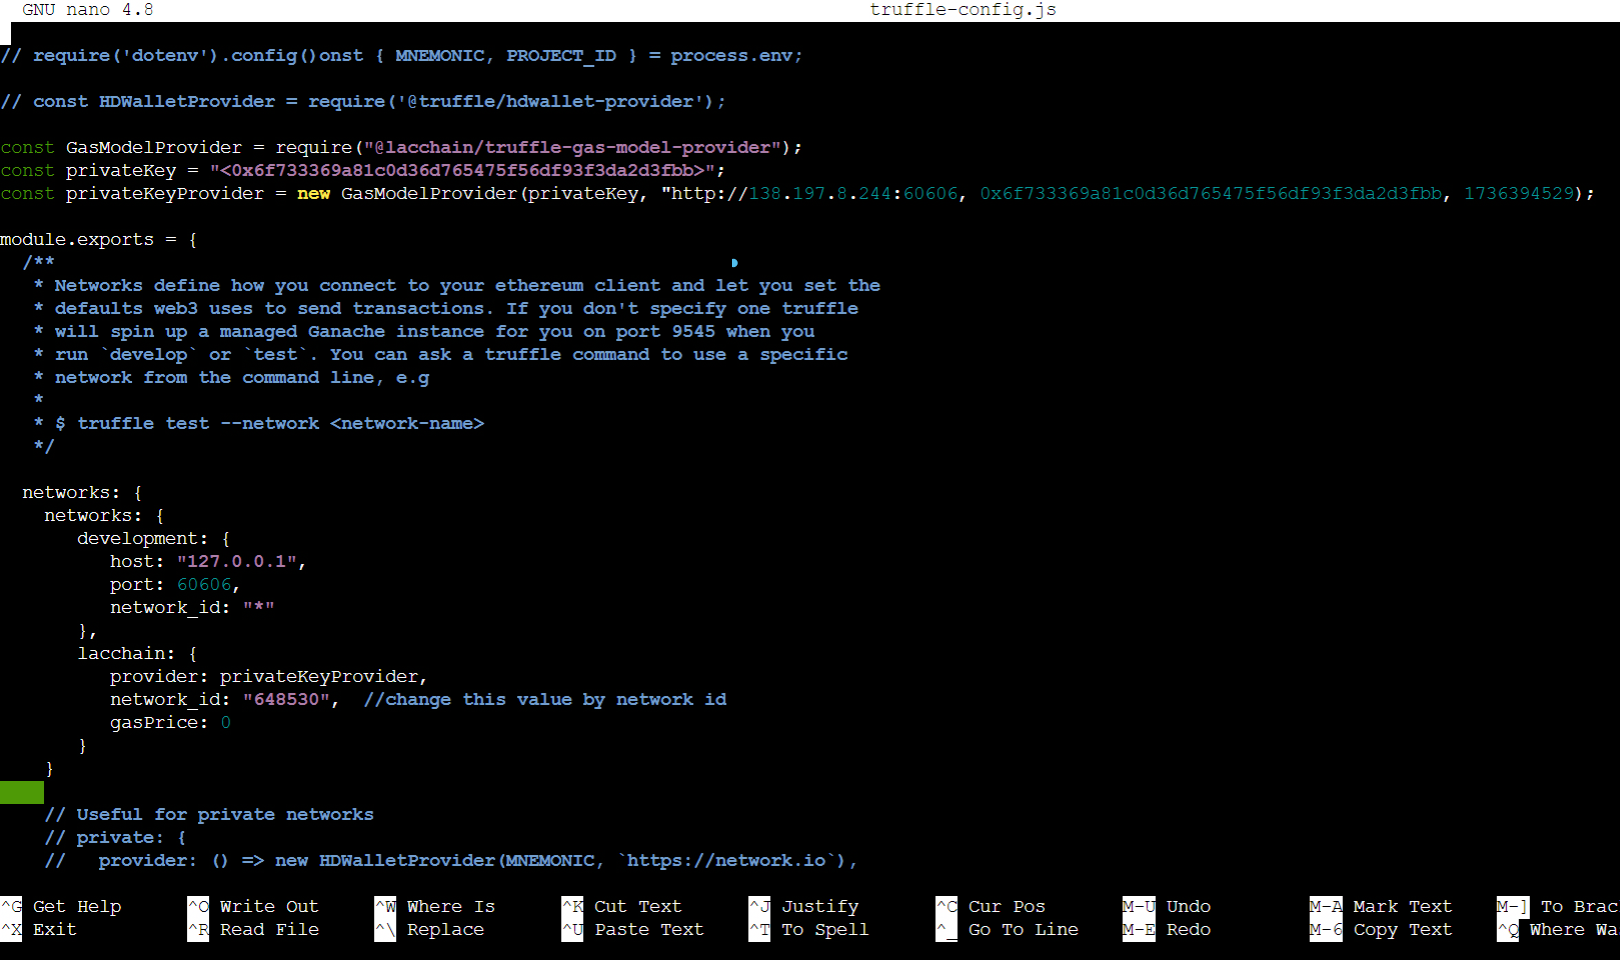 GNU nano 4.8 truffle-config.js
// require('dotenv').config()onst { MNEMONIC, PROJECT_ID } = process.env;
// const HDWalletProvider = require('@truffle/hdwallet-provider');
const GasModelProvider = require("@lacchain/truffle-gas-model-provider");
const privateKey = "<0x6f733369a81c0d36d765475f56df93f3da2d3fbb>";
const privateKeyProvider = new GasModelProvider(privateKey, "http://138.197.8.244:60606, 0x6f733369a81c0d36d765475f56df93f3da2d3fbb, 1736394529);
module.exports = {
/**
* Networks define how you connect to your ethereum client and let you set the
* defaults web3 uses to send transactions. If you don't specify one truffle
* will spin up a managed Ganache instance for you on port 9545 when you
* run `develop` or `test`. You can ask a truffle command to use a specific
* network from the command line, e.g
*
* $ truffle test --network <network-name>
*/
networks: {
networks: {
development: {
host: "127.0.0.1",
port: 60606,
network_id: "*"
},
lacchain: {
provider: privateKeyProvider,
network_id: "648530",  //change this value by network id
gasPrice: 0
}
}
// Useful for private networks
// private: {
//   provider: () => new HDWalletProvider(MNEMONIC, `https://network.io`),
^G Get Help ^O Write Out ^W Where Is ^K Cut Text ^J Justify ^C Cur Pos M-U Undo M-A Mark Text M-] To Brac
^X Exit ^R Read File ^\ Replace ^U Paste Text ^T To Spell ^_ Go To Line M-E Redo M-6 Copy Text ^Q Where Wa